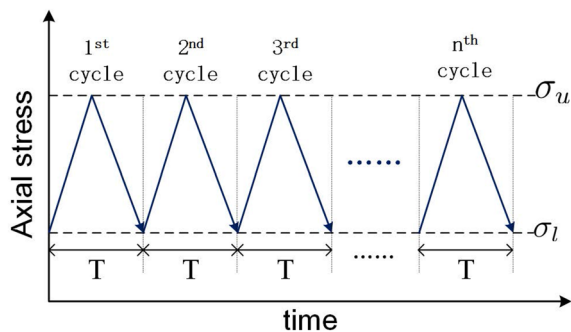 1st cycle
2nd cycle
3rd cycle
nth cycle
σu
Axial stress
······
σl
T
T
T
......
T
time